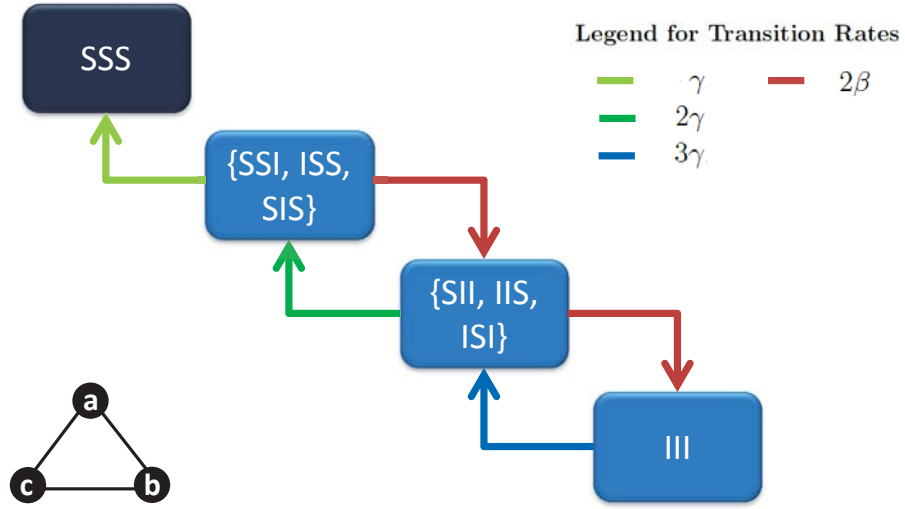 SSS
Legend for Transition Rates
γ 2β
2γ
3γ
{SSI, ISS,
SIS}
{SII, IIS,
ISI}
III
a
c b